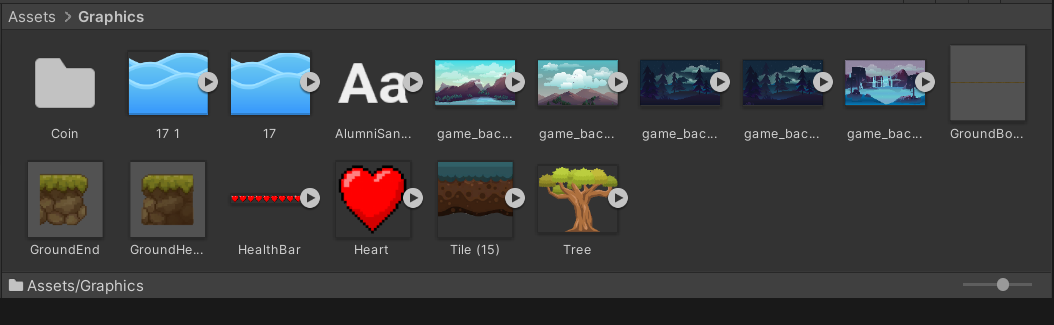 Assets > Graphics
Aa
Coin 17 1 17 AlumniSan... game_bac... game_bac... game_bac... game_bac... game_bac... GroundBo...
GroundEnd GroundHe... HealthBar Heart Tile (15) Tree
Assets/Graphics